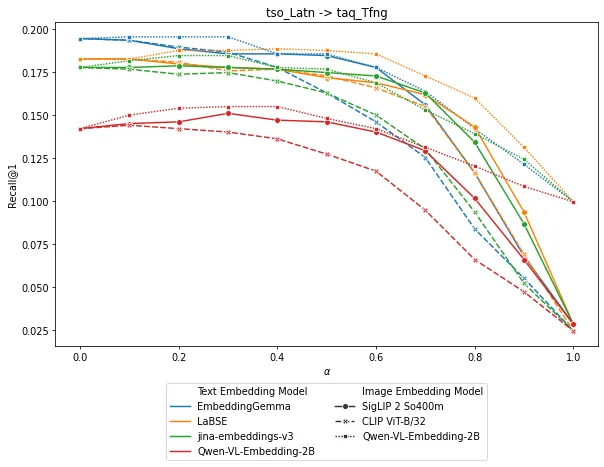 tso_Latn -> taq_Tfng
0.200
0.175
0.150
0.125
0.100
0.075
0.050
0.025
Recall@1
0.0
0.2
0.4
0.6
0.8
1.0
α
Text Embedding Model
EmbeddingGemma
LaBSE
jina-embeddings-v3
Qwen-VL-Embedding-2B
Image Embedding Model
SigLIP 2 So400m
CLIP ViT-B/32
Qwen-VL-Embedding-2B